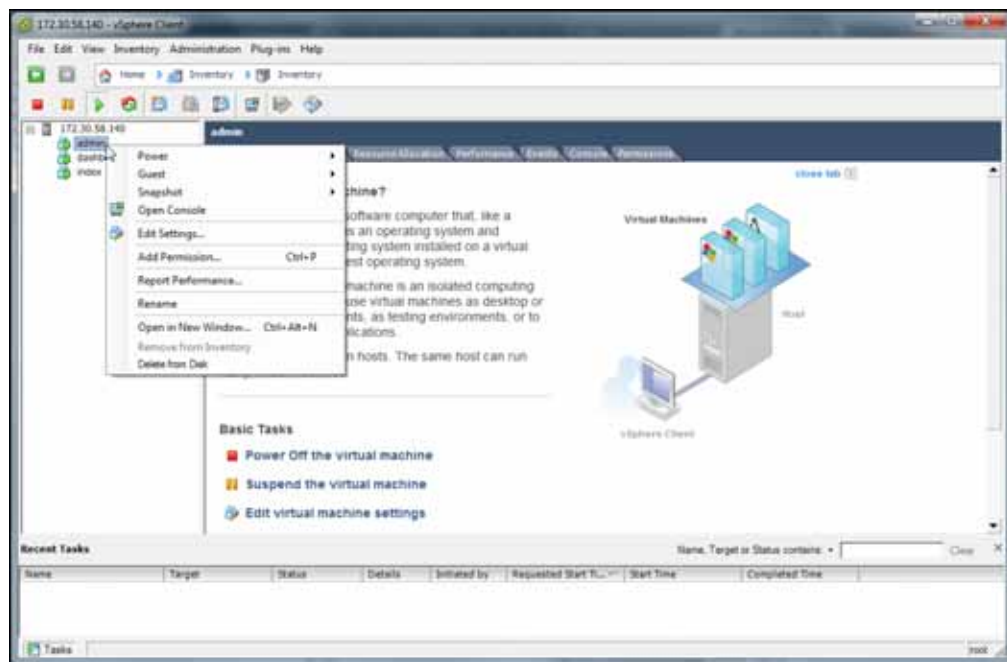 172.30.58.140 - vSphere Client
File Edit View Inventory Administration Plug-ins Help
Home Inventory Inventory
172.30.58.140
admin
dashb
index
admin
Resource Allocation Performance Events Console Permissions
close tab
Power
Guest
Snapshot
Open Console
Edit Settings...
Add Permission... Ctrl+P
Report Performance...
Rename
Open in New Window... Ctrl+Alt+N
Remove from Inventory
Delete from Disk
chine?
oftware computer that, like a
s an operating system and
ting system installed on a virtual
est operating system.
machine is an isolated computing
use virtual machines as desktop or
nts, as testing environments, or to
lications.
n hosts. The same host can run
Virtual Machines
Host
vSphere Client
Basic Tasks
Power Off the virtual machine
Suspend the virtual machine
Edit virtual machine settings
Recent Tasks
Name, Target or Status contains:
Clear
Name Target Status Details Initiated by Requested Start Ti... Start Time Completed Time
Tasks
root